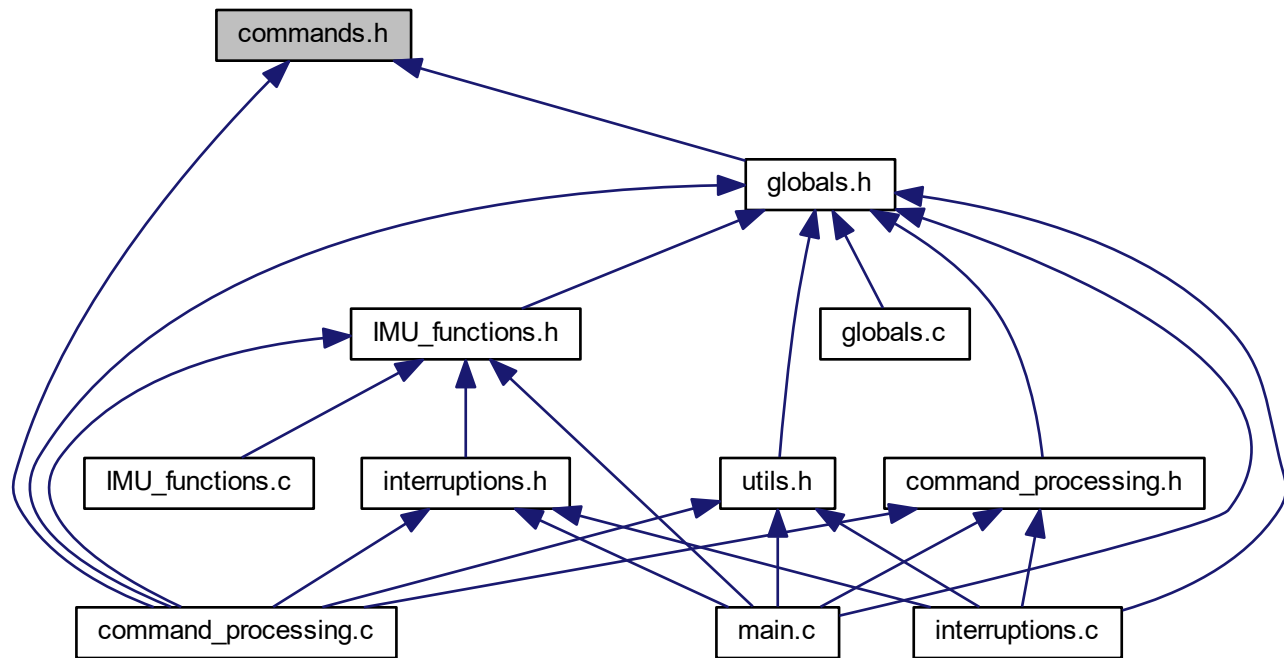 commands.h
globals.h
IMU_functions.h
globals.c
IMU_functions.c
interruptions.h
utils.h
command_processing.h
command_processing.c
main.c
interruptions.c